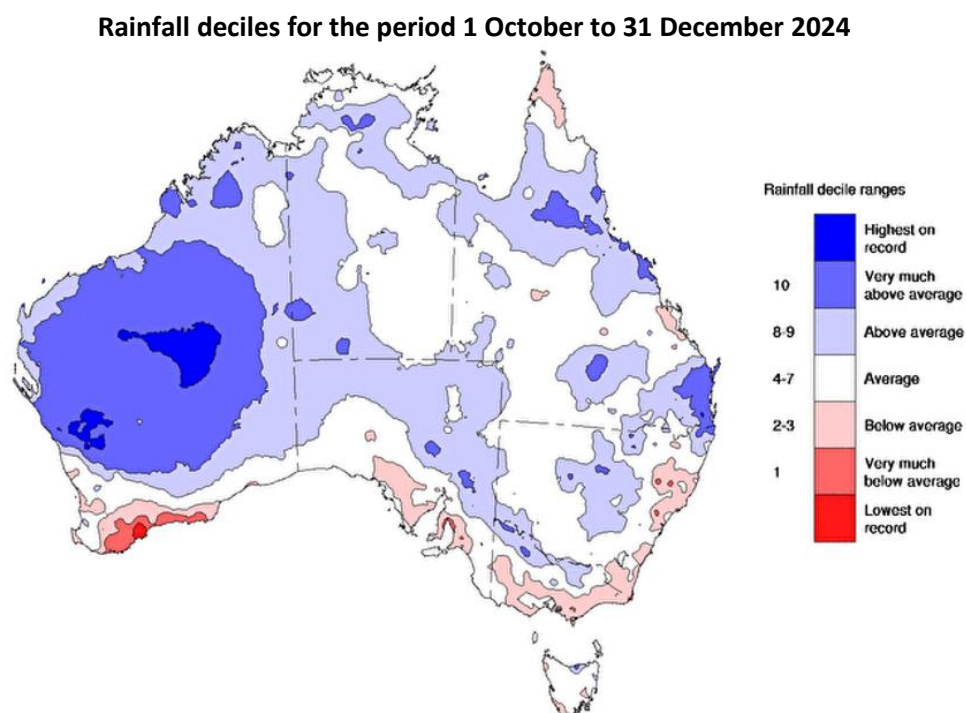 Rainfall deciles for the period 1 October to 31 December 2024
Rainfall decile ranges
Highest on
record
10
Very much
above average
8-9
Above average
4-7
Average
2-3
Below average
1
Very much
below average
Lowest on
record